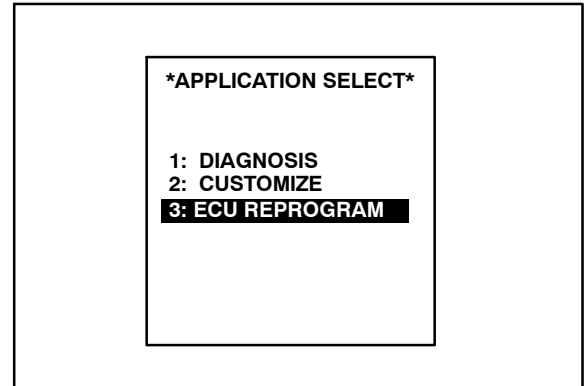 *APPLICATION SELECT*
1: DIAGNOSIS
2: CUSTOMIZE
3: ECU REPROGRAM